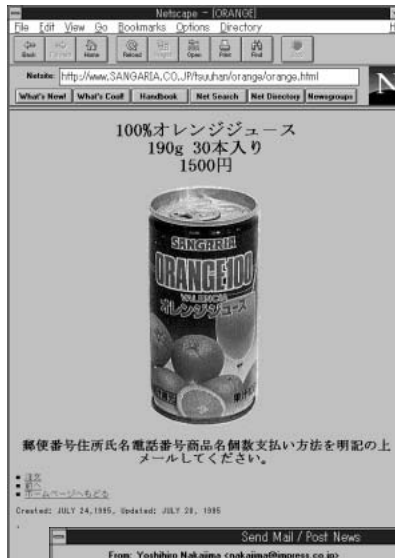 Netscape - [ORANGE]
File Edit View Go Bookmarks Options Directory
Back Home Reload Open Print Find
Netsite: http://www.SANGARIA.CO.JP/tsuuhan/orange/orange.html
What's New! What's Cool! Handbook Net Search Net Directory Newsgroups
N
100%オレンジジュース
190g 30本入り
1500円
SANGARIA
ORANGE100
VALENCIA
オレンジジュース
郵便番号住所氏名電話番号商品名個数支払い方法を明記の上
メールしてください。
注文
前へ
ホームページへもどる
Created: JULY 24,1995, Updated: JULY 28, 1995
Send Mail / Post News
From: Yoshihiro Nakajima <nakajima@impress.co.jp>